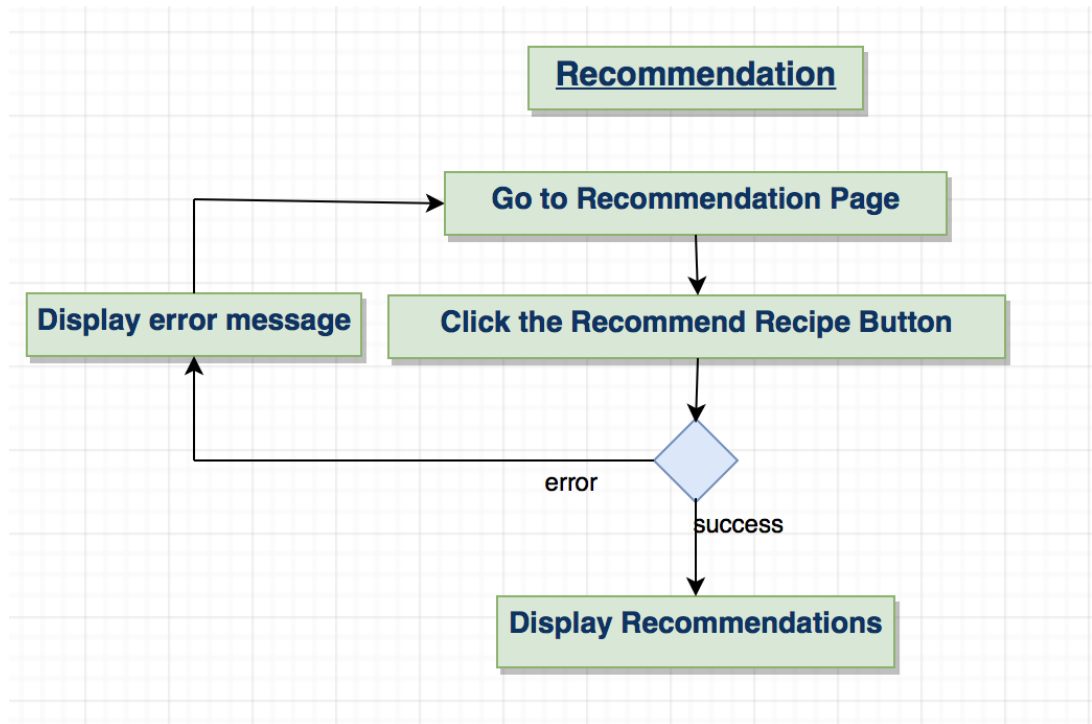 Recommendation
Go to Recommendation Page
Display error message
Click the Recommend Recipe Button
error
success
Display Recommendations